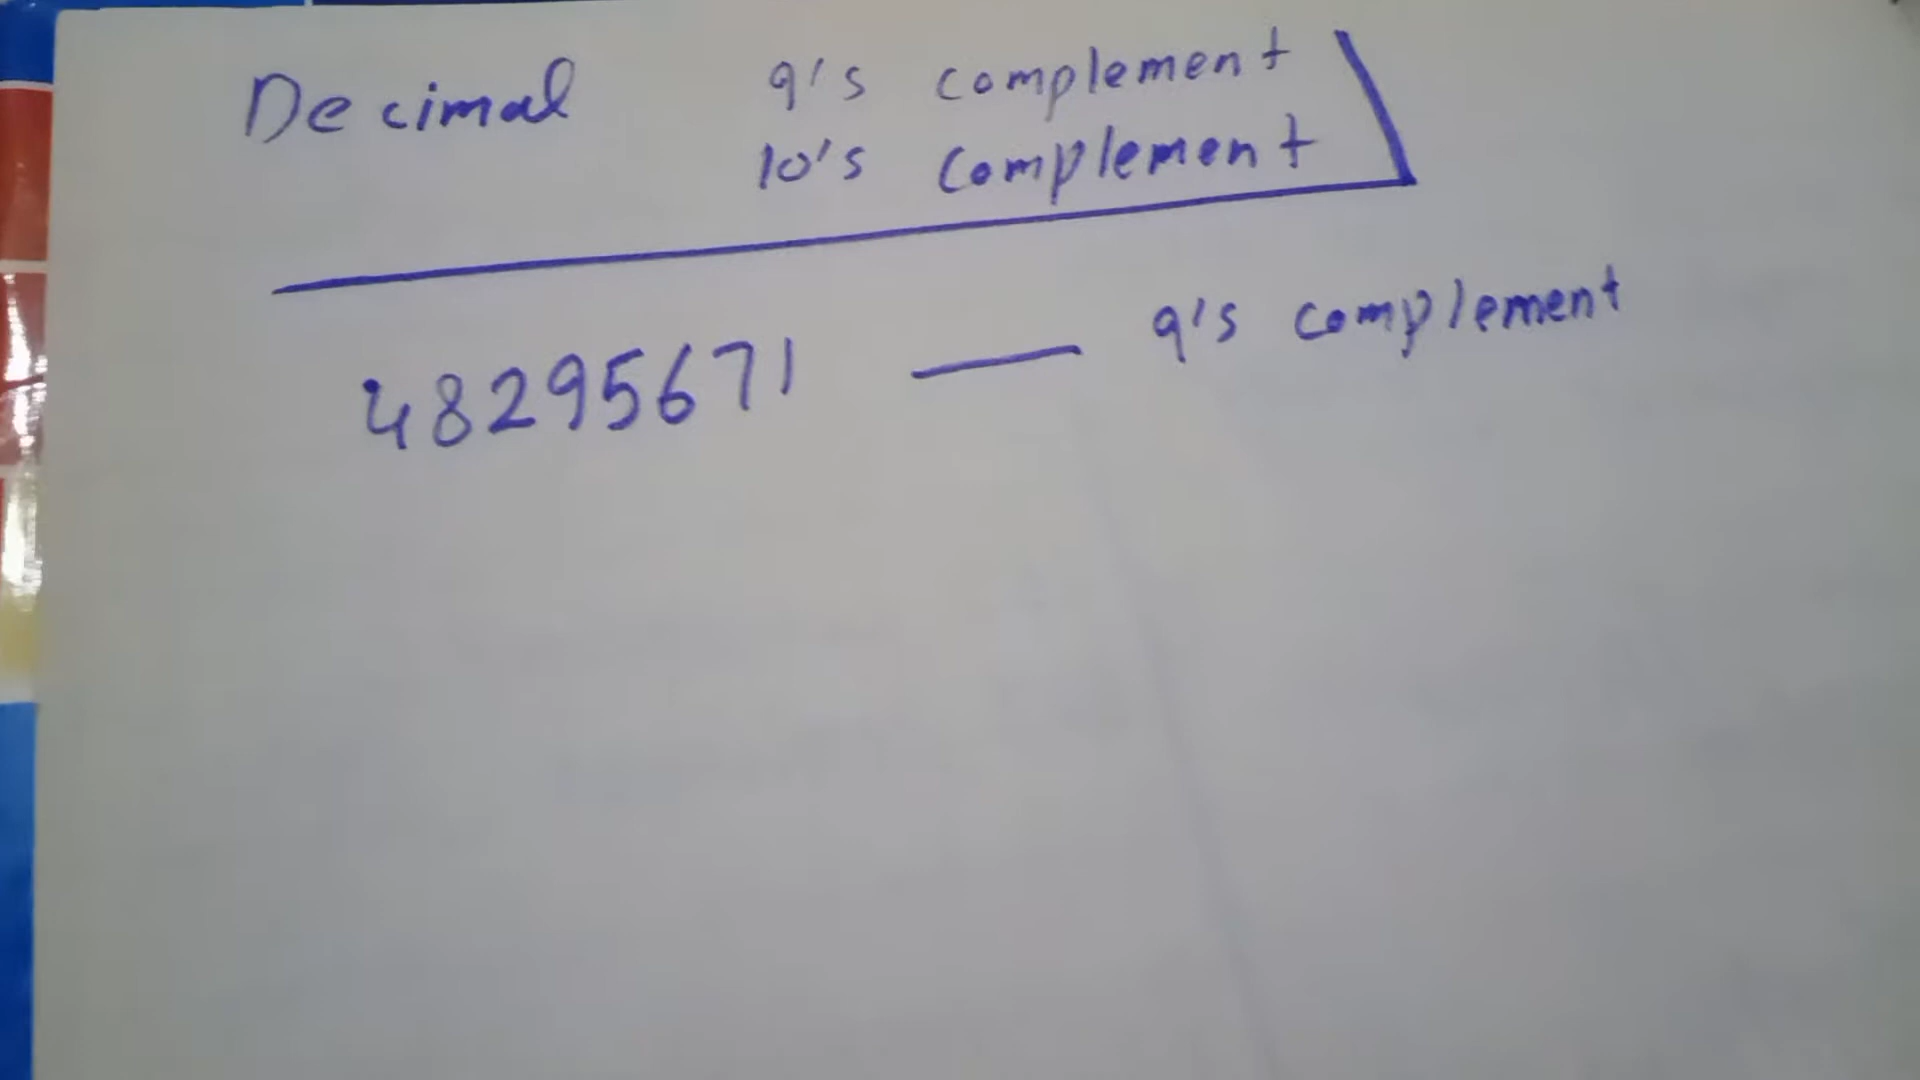 Decimal 9's complement
10's complement
48295671 — 9's complement